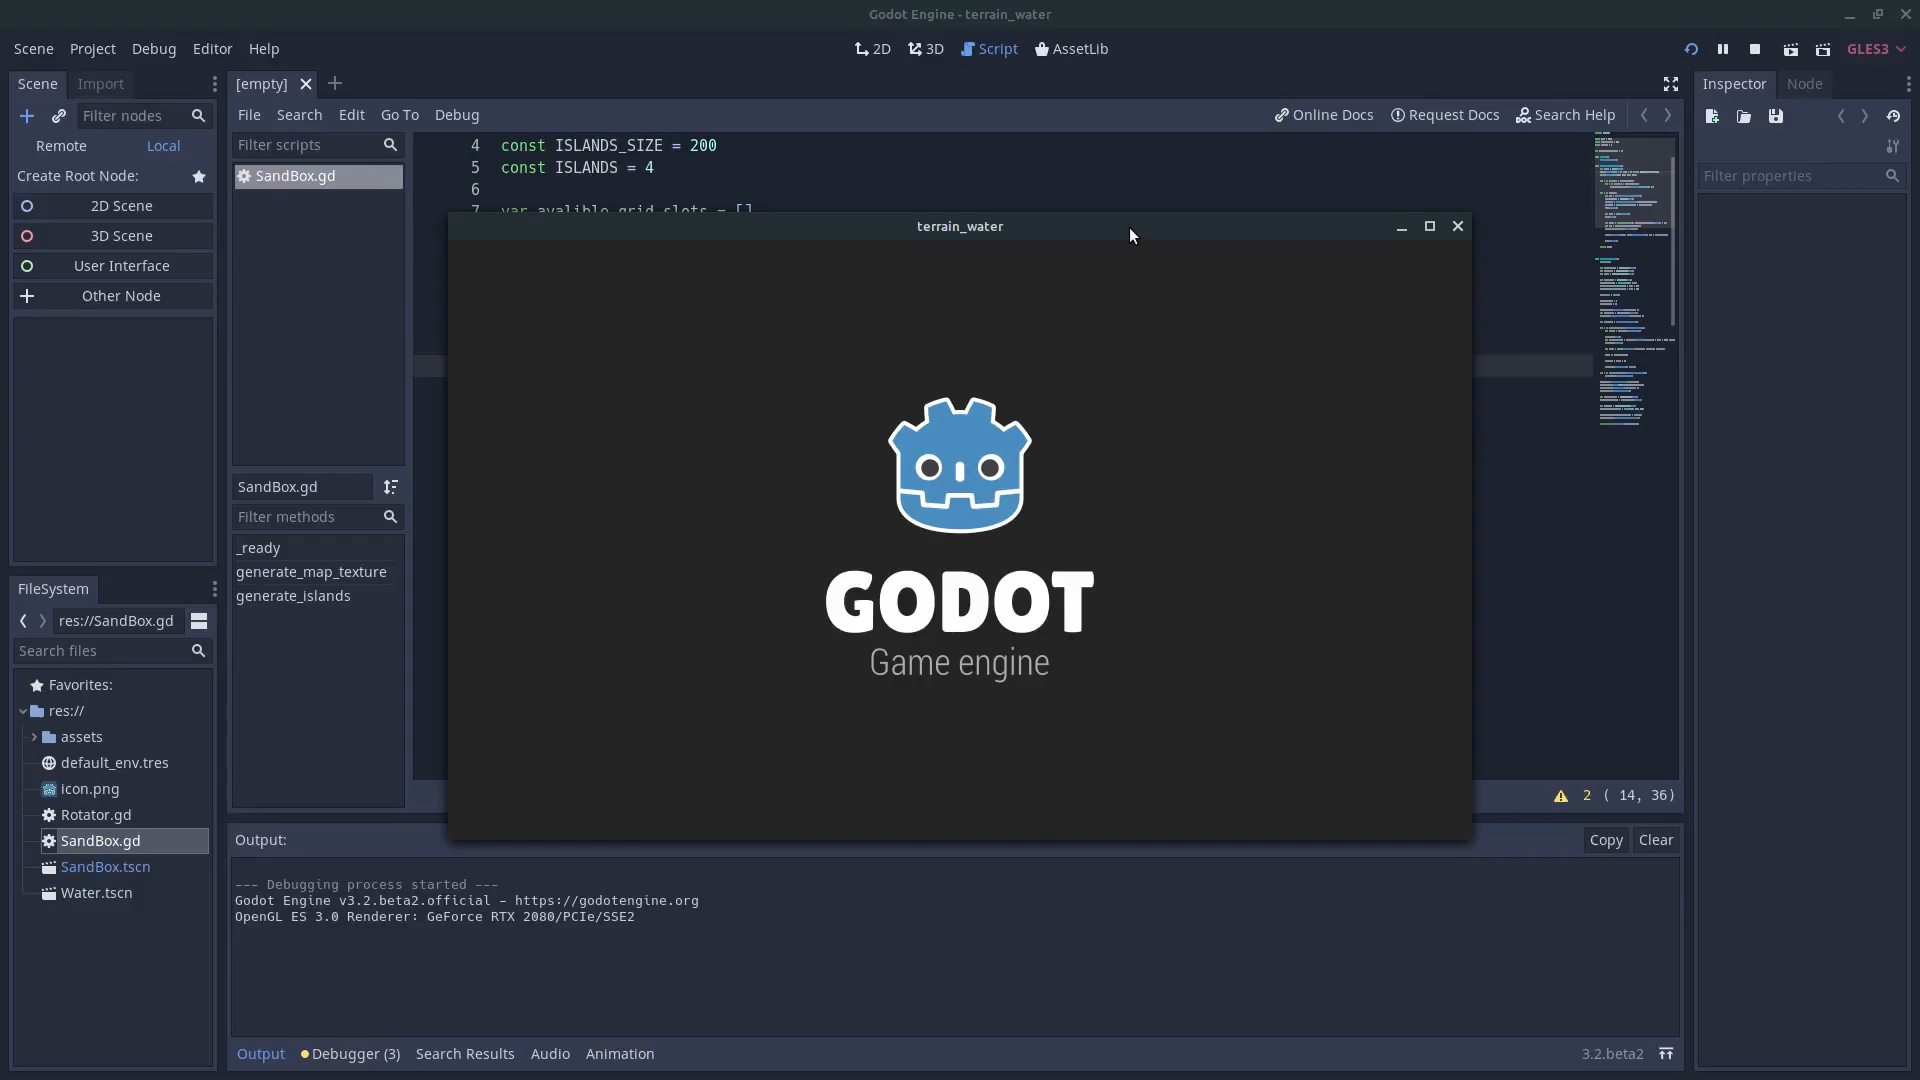 Godot Engine - terrain_water
Scene Project Debug Editor Help
2D 3D Script AssetLib
GLES3
Scene Import
Filter nodes
Remote Local
Create Root Node:
2D Scene
3D Scene
User Interface
Other Node
[empty]
File Search Edit Go To Debug
Online Docs Request Docs Search Help
Filter scripts
SandBox.gd
4 const ISLANDS_SIZE = 200
5 const ISLANDS = 4
6
7 var avalible_grid_slots = []
terrain_water
GODOT
Game engine
SandBox.gd
Filter methods
_ready
generate_map_texture
generate_islands
2 ( 14, 36)
Inspector Node
Filter properties
FileSystem
res://SandBox.gd
Search files
Favorites:
res://
assets
default_env.tres
icon.png
Rotator.gd
SandBox.gd
SandBox.tscn
Water.tscn
Output:
Copy Clear
--- Debugging process started ---
Godot Engine v3.2.beta2.official - https://godotengine.org
OpenGL ES 3.0 Renderer: GeForce RTX 2080/PCIe/SSE2
Output Debugger (3) Search Results Audio Animation
3.2.beta2